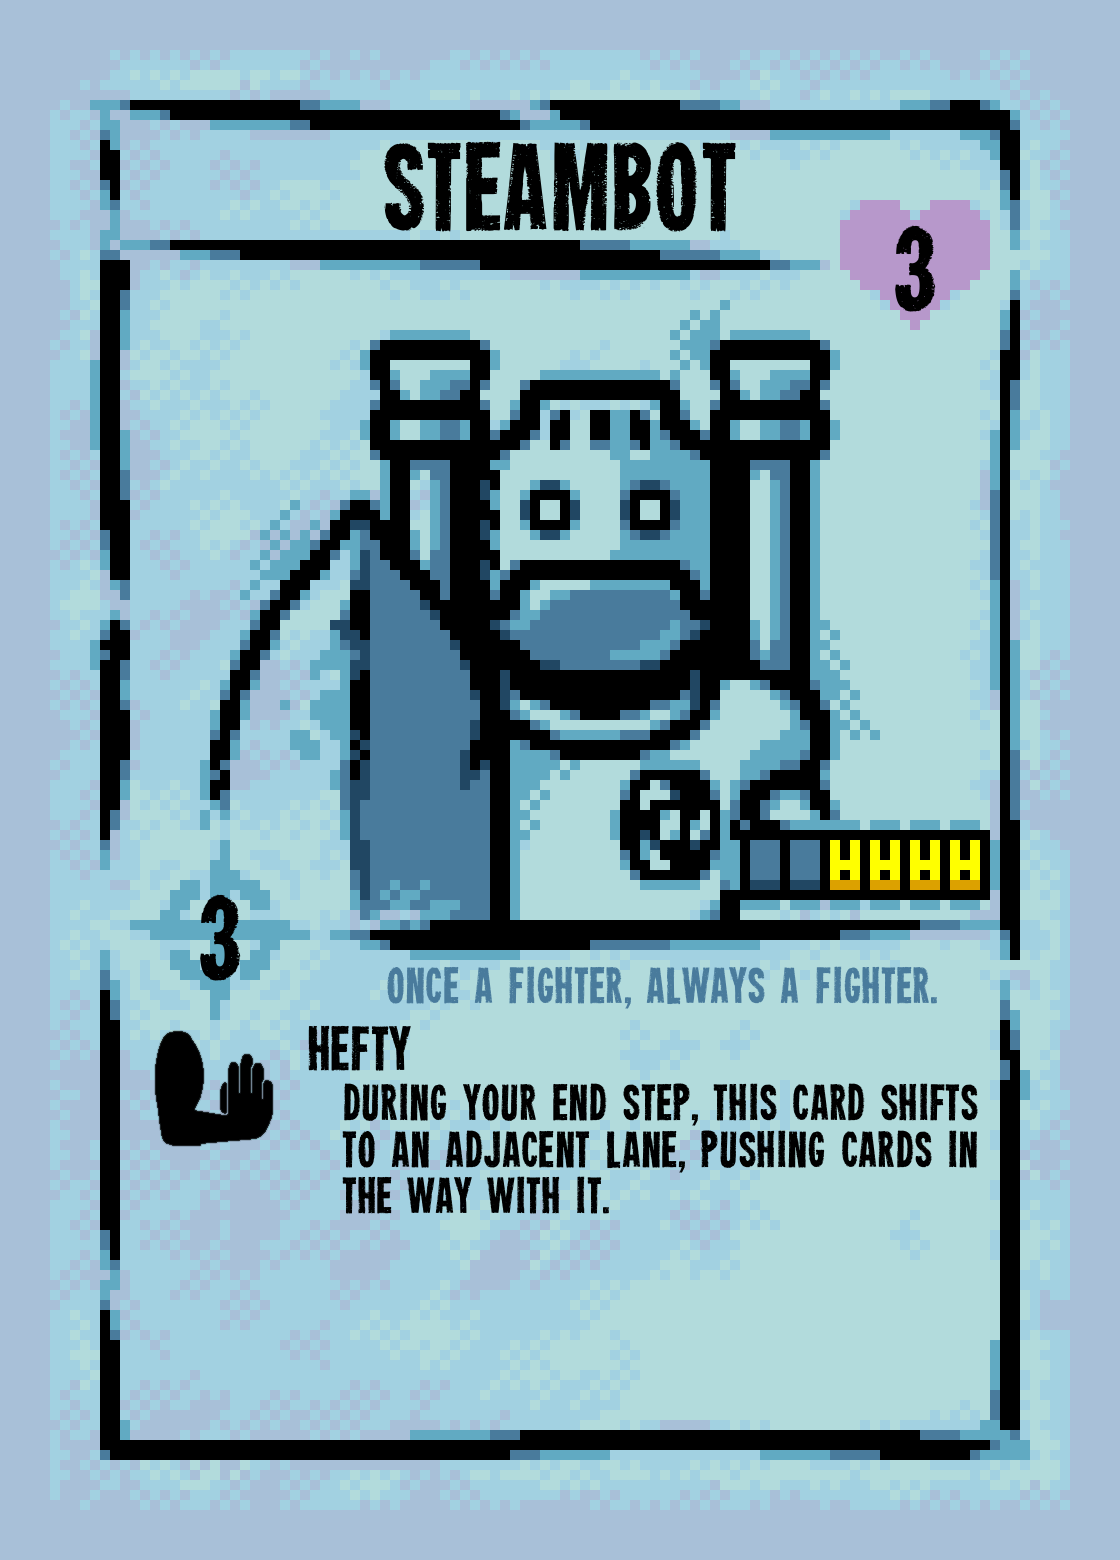 STEAMBOT
3
3
ONCE A FIGHTER, ALWAYS A FIGHTER.
HEFTY
DURING YOUR END STEP, THIS CARD SHIFTS
TO AN ADJACENT LANE, PUSHING CARDS IN
THE WAY WITH IT.